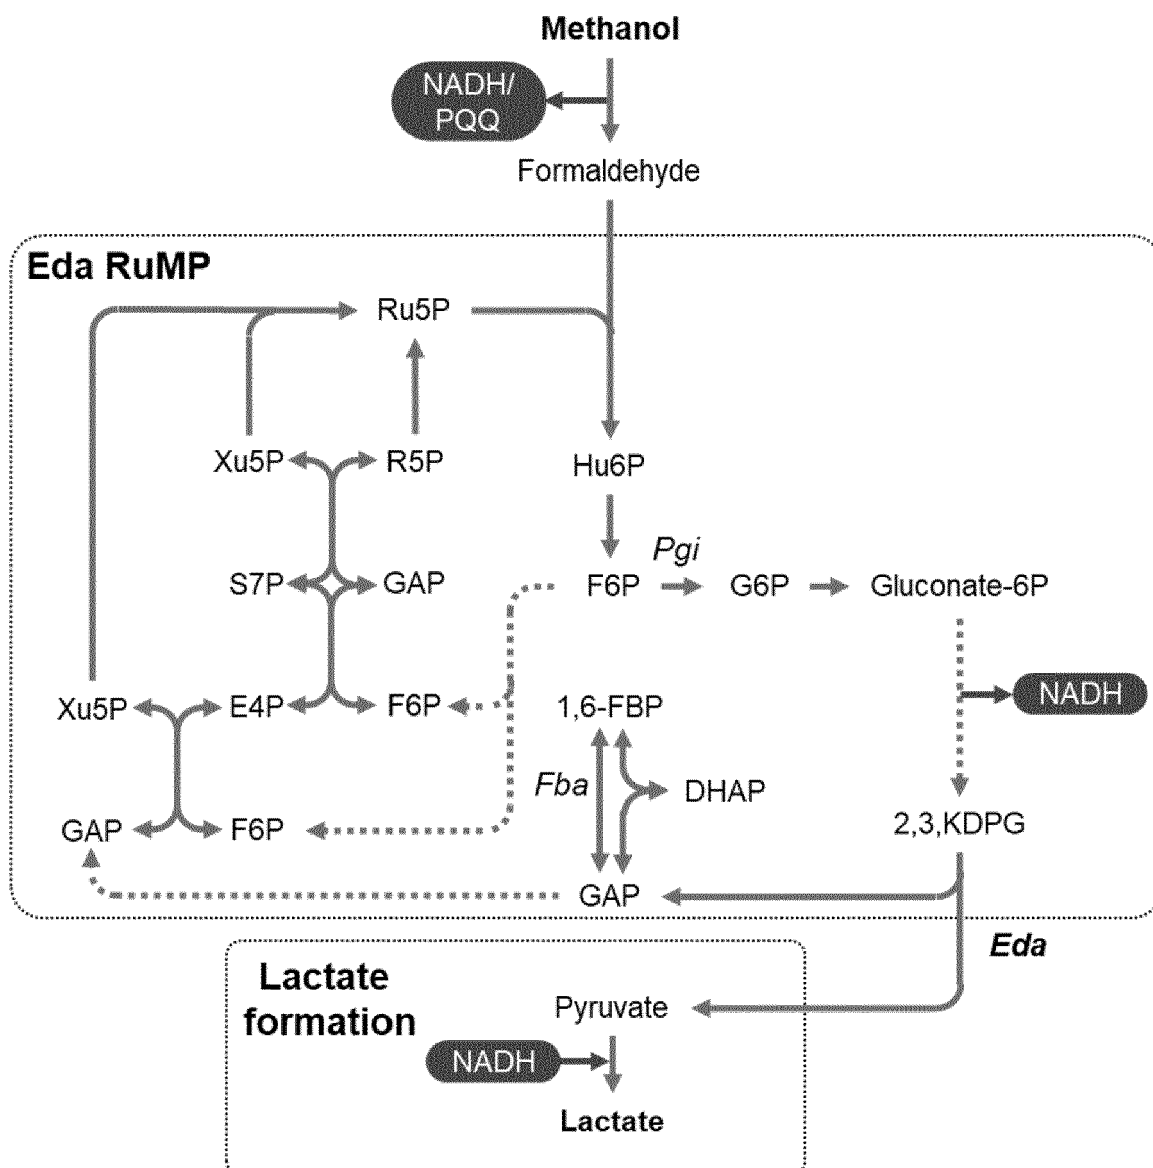 Methanol
NADH/
PQQ
Formaldehyde
Eda RuMP
Ru5P
Xu5P
R5P
Hu6P
Pgi
S7P
GAP
F6P
G6P
Gluconate-6P
Xu5P
E4P
F6P
1,6-FBP
NADH
Fba
DHAP
GAP
F6P
2,3,KDPG
GAP
Eda
Lactate
formation
Pyruvate
NADH
Lactate